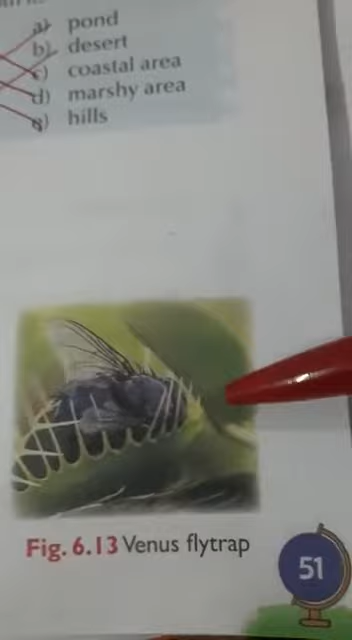 a) pond
b) desert
c) coastal area
d) marshy area
e) hills
Fig. 6.13 Venus flytrap
51